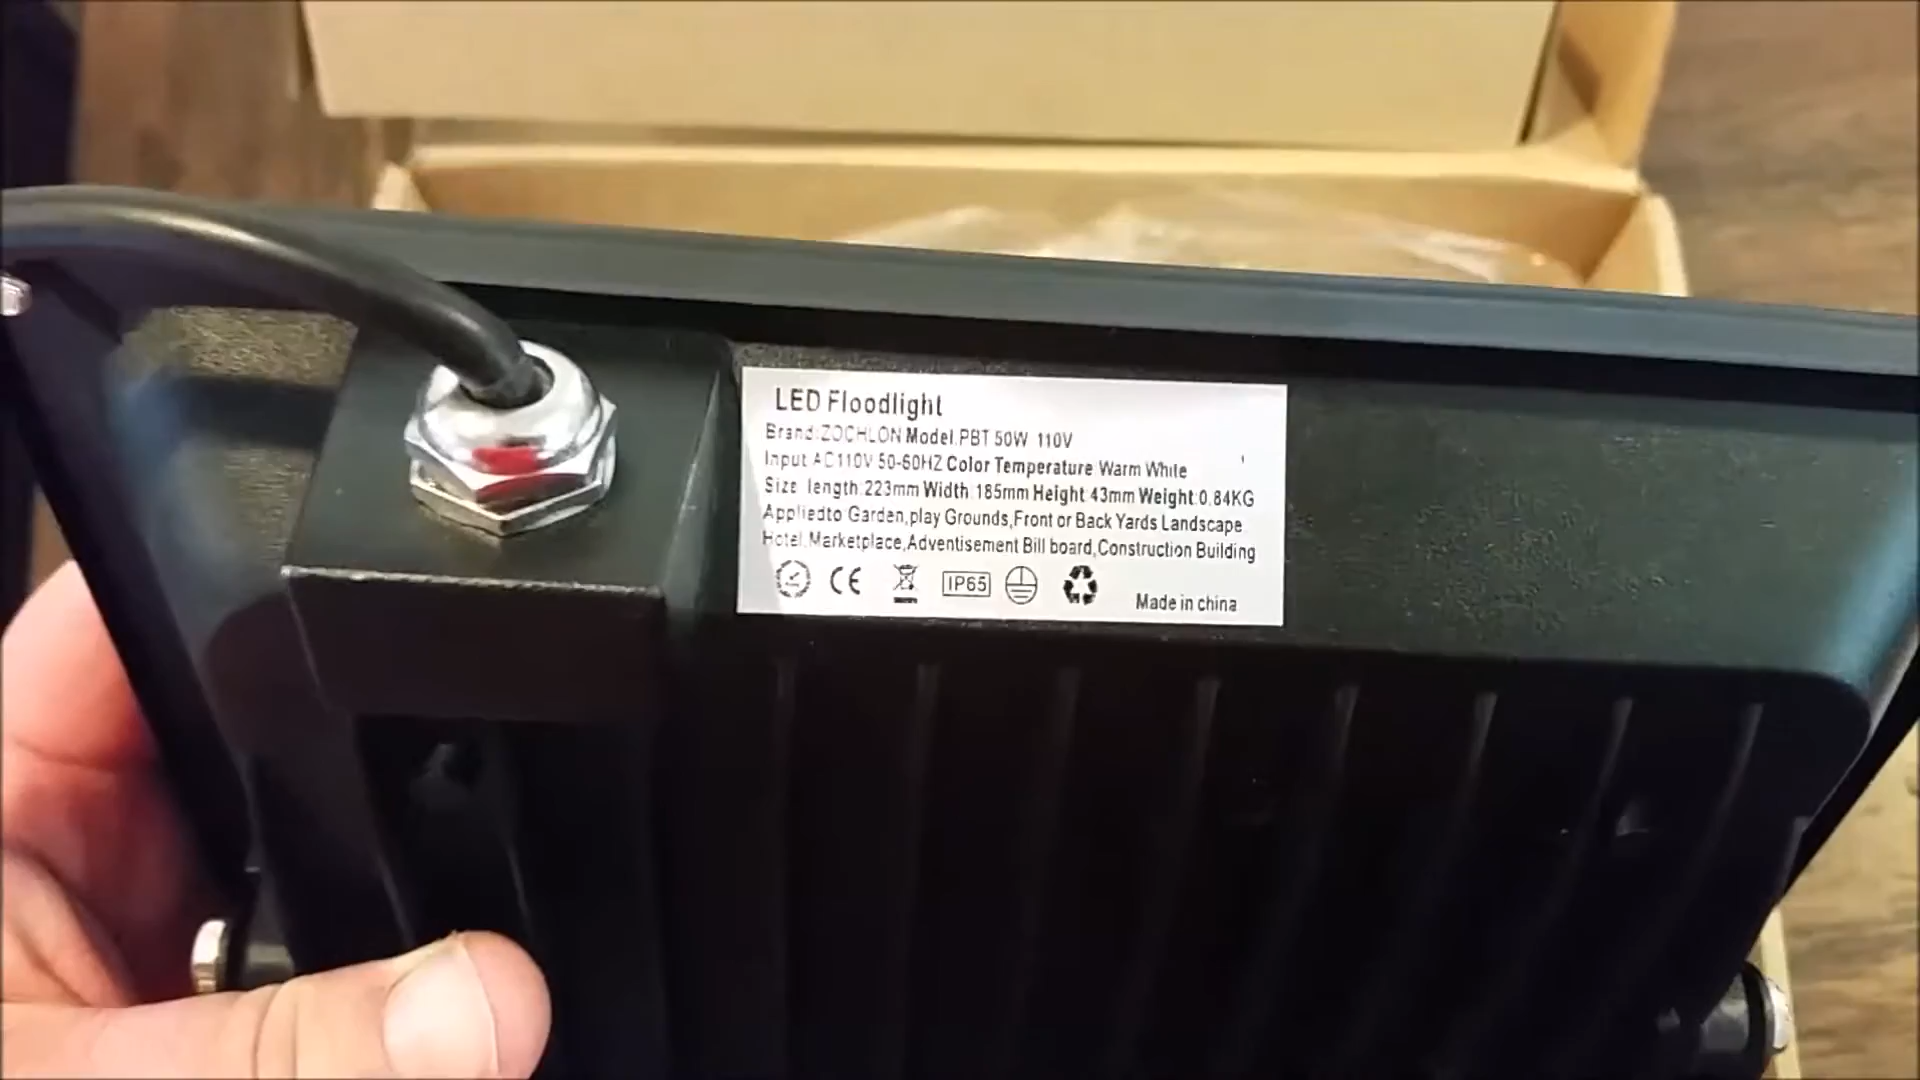 LED Floodlight
Brand:ZOCHLON Model.PBT 50W 110V
Input AC110V 50-60HZ Color Temperature Warm White
Size length:223mm Width:185mm Height:43mm Weight:0.84KG
Appliedto Garden,play Grounds,Front or Back Yards Landscape
Hotel.Marketplace,Advertisement Bill board,Construction Building
CE IP65 Made in china